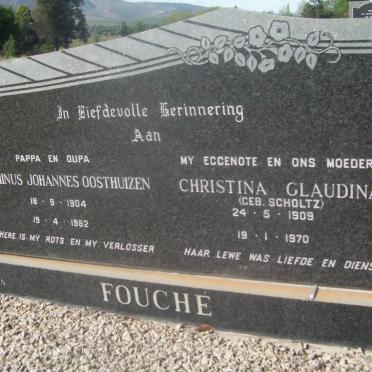 In Liefdevolle Herinnering
Aan
PAPPA EN OUPA
INUS JOHANNES OOSTHUIZEN
18 - 9 - 1904
19 - 4 - 1982
HERE IS MY ROTS EN MY VERLOSSER
MY EGGENOTE EN ONS MOEDER
CHRISTINA GLAUDINA
(GEB. SCHOLTZ)
24 - 5 - 1909
19 - 1 - 1970
HAAR LEWE WAS LIEFDE EN DIENS
FOUCHÉ